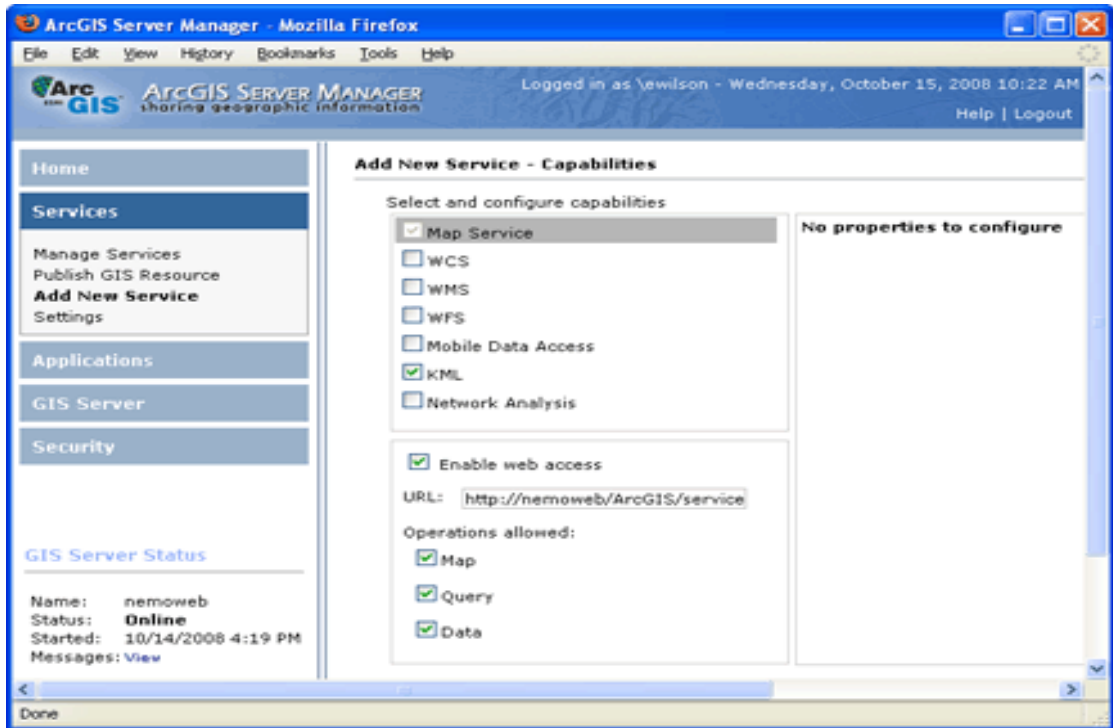 ArcGIS Server Manager - Mozilla Firefox
File Edit View History Bookmarks Tools Help
ArcGIS
ArcGIS Server Manager
sharing geographic information
Logged in as \ewilson - Wednesday, October 15, 2008 10:22 AM
Help | Logout
Home
Services
Manage Services
Publish GIS Resource
Add New Service
Settings
Applications
GIS Server
Security
GIS Server Status
Name: nemoweb
Status: Online
Started: 10/14/2008 4:19 PM
Messages: View
Add New Service - Capabilities
Select and configure capabilities
Map Service
WCS
WMS
WFS
Mobile Data Access
KML
Network Analysis
Enable web access
URL: http://nemoweb/ArcGIS/service
Operations allowed:
Map
Query
Data
No properties to configure
Done